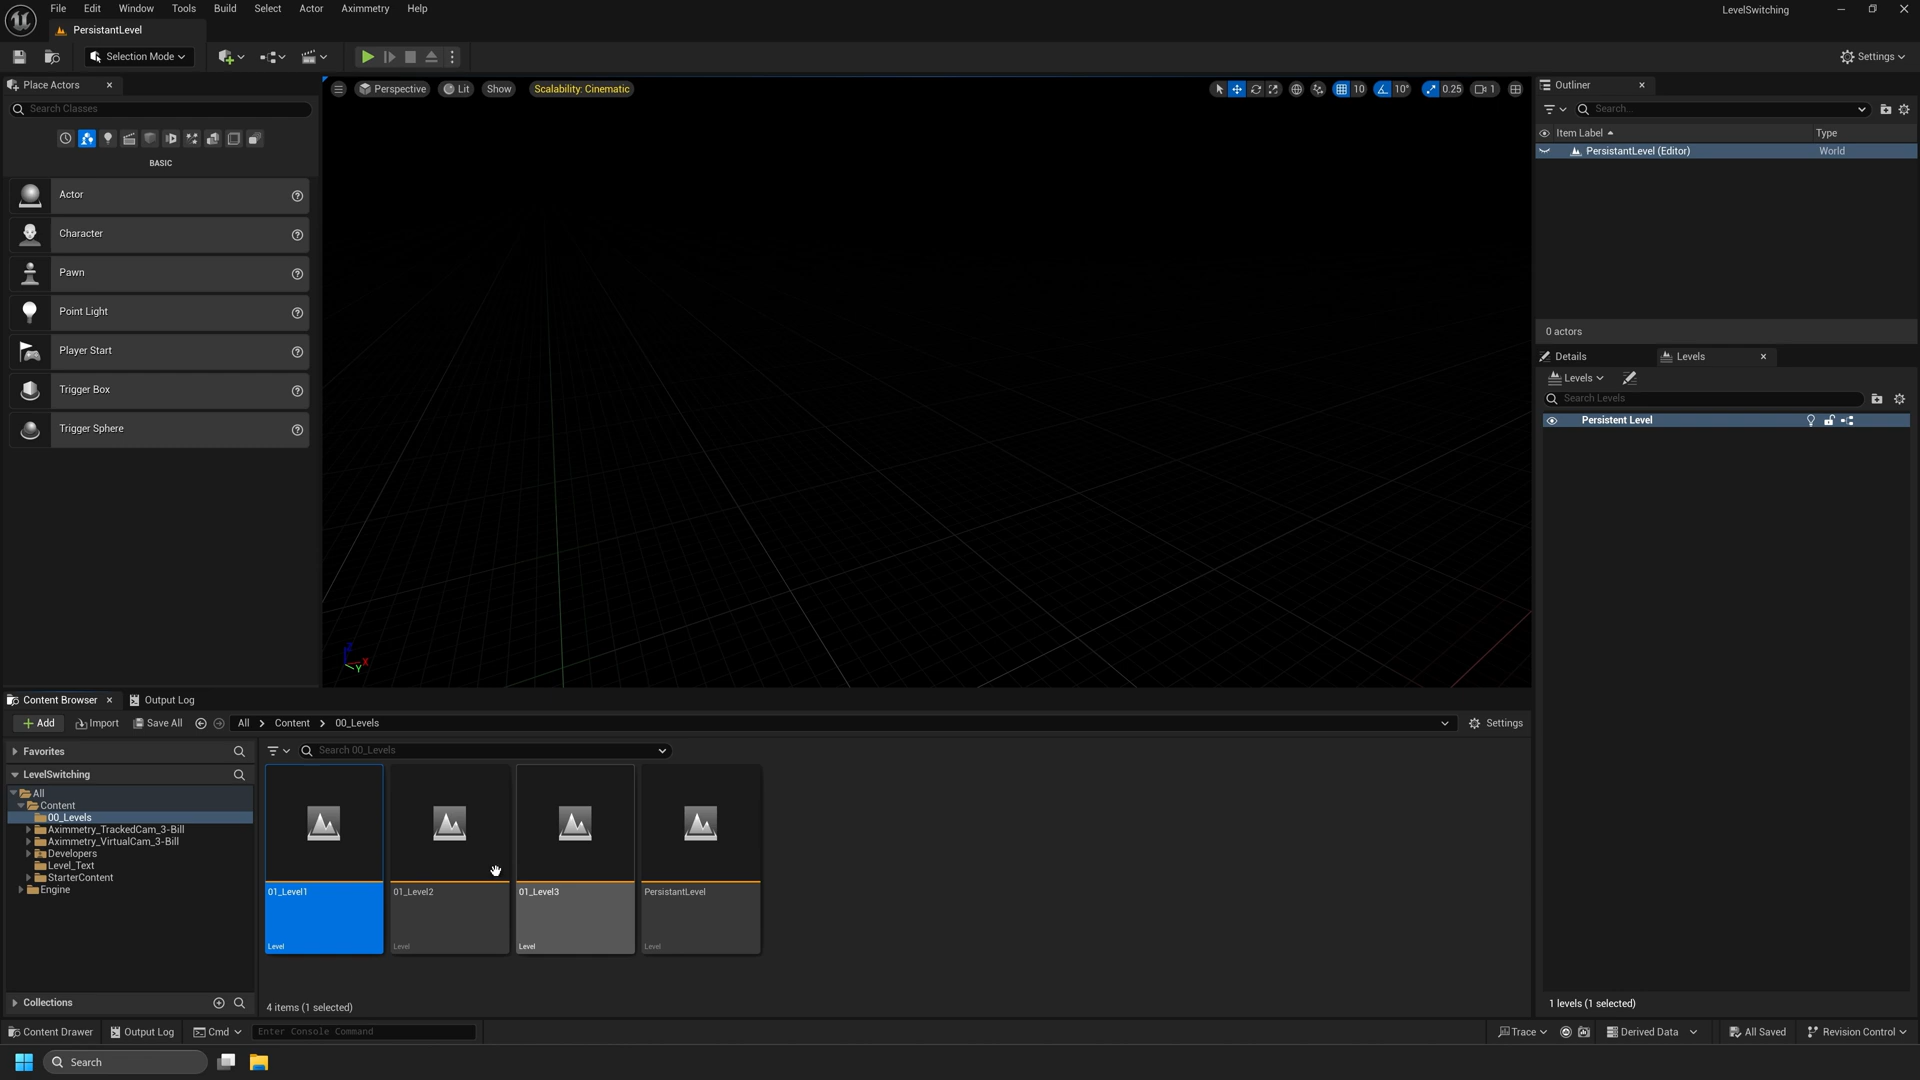 File Edit Window Tools Build Select Actor Aximmetry Help
LevelSwitching
PersistantLevel
Selection Mode
Settings
Place Actors
Search Classes
BASIC
Actor
Character
Pawn
Point Light
Player Start
Trigger Box
Trigger Sphere
Perspective Lit Show Scalability: Cinematic
10 10° 0.25 1
Z
X
Y
Outliner
Search...
Item Label Type
PersistantLevel (Editor) World
0 actors
Details Levels
Levels
Search Levels
Persistent Level
1 levels (1 selected)
Content Browser Output Log
Add Import Save All All Content 00_Levels Settings
Favorites
LevelSwitching
All
Content
00_Levels
Aximmetry_TrackedCam_3-Bill
Aximmetry_VirtualCam_3-Bill
Developers
Level_Text
StarterContent
Engine
Collections
Search 00_Levels
01_Level1
Level
01_Level2
Level
01_Level3
Level
PersistantLevel
Level
4 items (1 selected)
Content Drawer Output Log Cmd Enter Console Command
Trace Derived Data All Saved Revision Control
Search